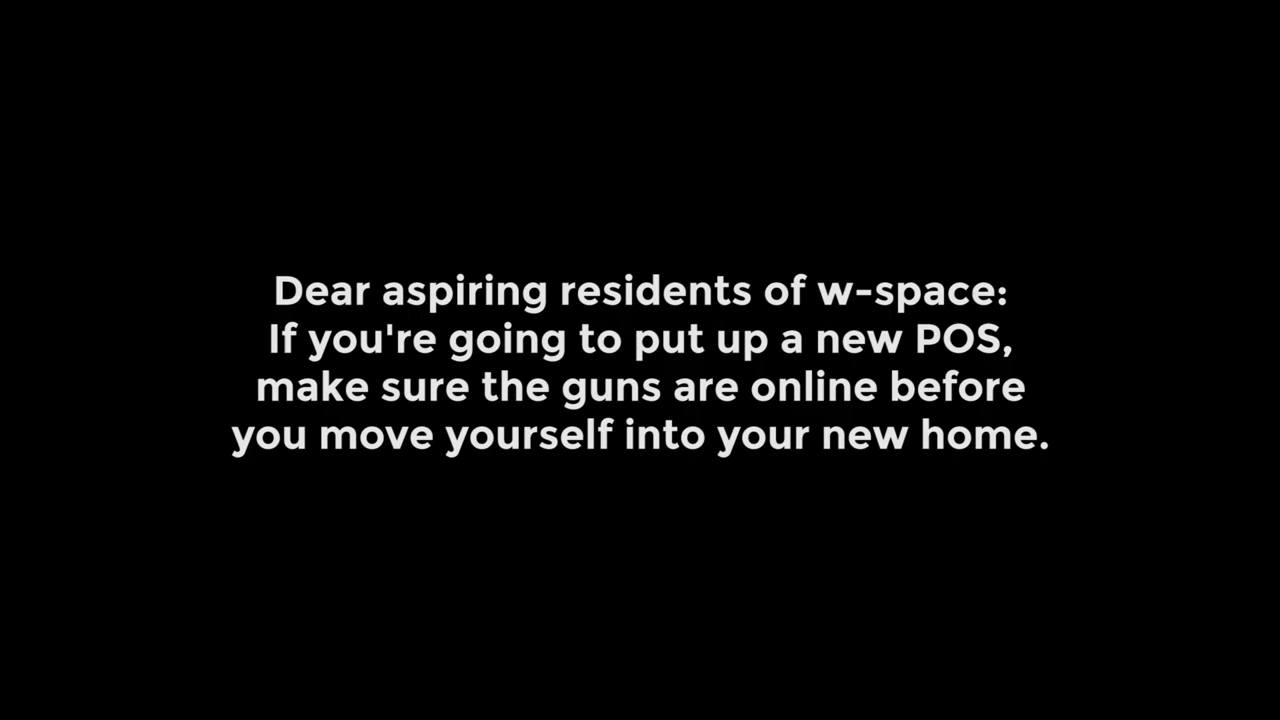 Dear aspiring residents of w-space:
If you're going to put up a new POS,
make sure the guns are online before
you move yourself into your new home.